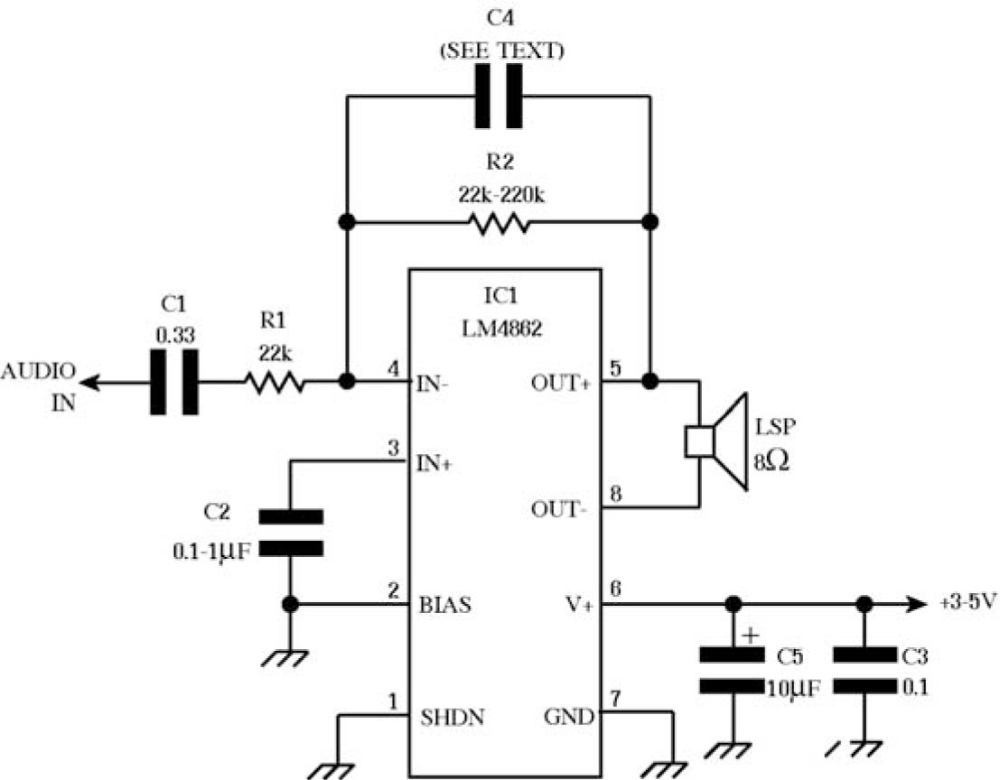 C4
(SEE TEXT)
R2
22k-220k
IC1
LM4862
C1
0.33
R1
22k
AUDIO
IN
4
IN-
OUT+
5
3
IN+
LSP
8Ω
C2
0.1-1µF
OUT-
8
2
BIAS
V+
6
+3-5V
+
C5
10µF
C3
0.1
1
SHDN
GND
7